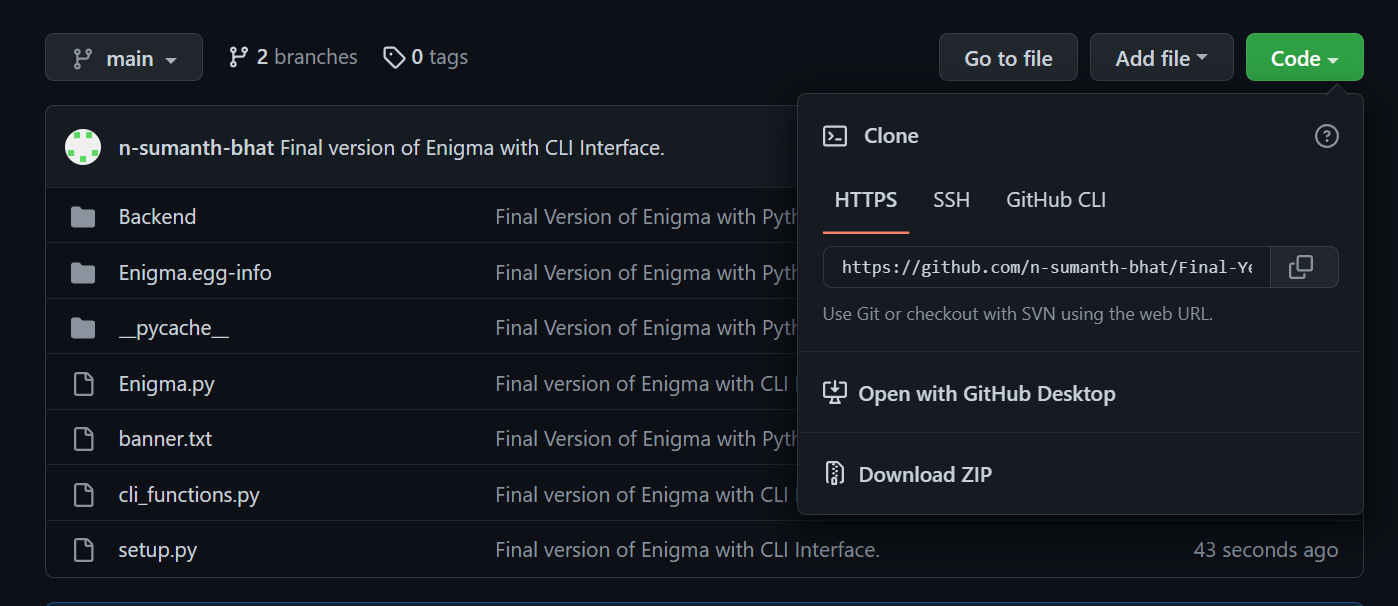 main 2 branches 0 tags Go to file Add file Code
n-sumanth-bhat Final version of Enigma with CLI Interface.
Clone
HTTPS SSH GitHub CLI
https://github.com/n-sumanth-bhat/Final-Ye
Use Git or checkout with SVN using the web URL.
Open with GitHub Desktop
Download ZIP
Backend Final Version of Enigma with Pyth
Enigma.egg-info Final Version of Enigma with Pyth
__pycache__ Final Version of Enigma with Pyth
Enigma.py Final version of Enigma with CLI
banner.txt Final Version of Enigma with Pyth
cli_functions.py Final version of Enigma with CLI
setup.py Final version of Enigma with CLI Interface. 43 seconds ago